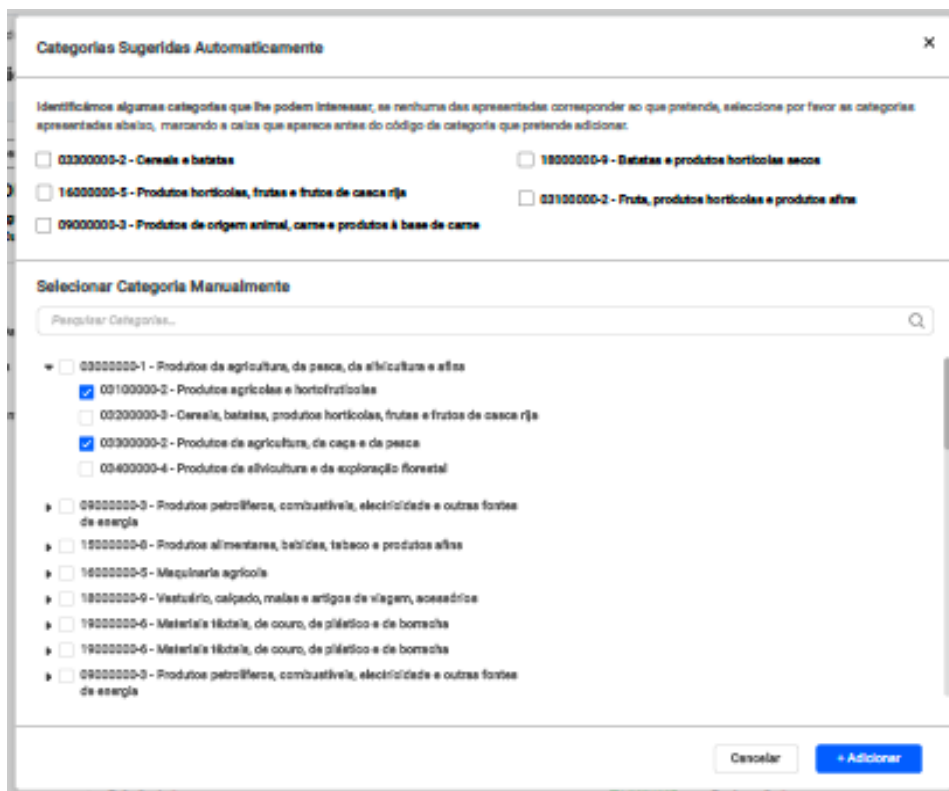 Categorias Sugeridas Automaticamente
Identificámos algumas categorias que lhe podem interessar, se nenhuma das apresentadas corresponder ao que pretende, seleccione por favor as categorias
apresentadas abaixo, marcando a caixa que aparece antes do código da categoria que pretende adicionar.
03300000-2 - Cereais e batatas
18000000-9 - Batatas e produtos hortícolas secos
16000000-5 - Produtos hortícolas, frutas e frutos de casca rija
03100000-2 - Fruta, produtos hortícolas e produtos afins
09000000-3 - Produtos de origem animal, carne e produtos à base de carne
Selecionar Categoria Manualmente
Pesquisar Categorias...
03000000-1 - Produtos da agricultura, da pesca, da silvicultura e afins
03100000-2 - Produtos agrícolas e hortofrutícolas
03200000-3 - Cereais, batatas, produtos hortícolas, frutas e frutos de casca rija
03300000-2 - Produtos da agricultura, da caça e da pesca
03400000-4 - Produtos da silvicultura e da exploração florestal
09000000-3 - Produtos petrolíferos, combustíveis, electricidade e outras fontes
de energia
15000000-8 - Produtos alimentares, bebidas, tabaco e produtos afins
16000000-5 - Maquinaria agrícola
18000000-9 - Vestuário, calçado, malas e artigos de viagem, acessórios
19000000-6 - Materiais têxteis, de couro, de plástico e de borracha
19000000-6 - Materiais têxteis, de couro, de plástico e de borracha
09000000-3 - Produtos petrolíferos, combustíveis, electricidade e outras fontes
de energia
Cancelar
+ Adicionar